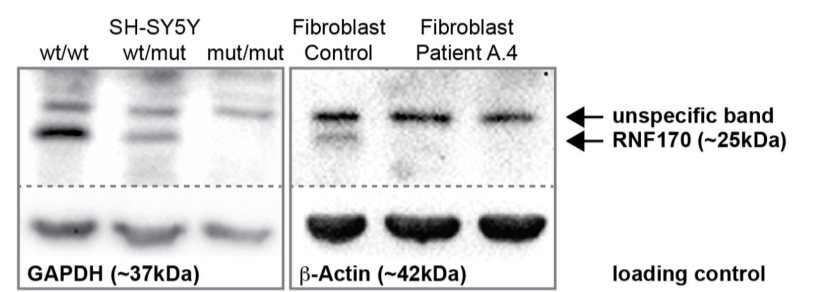 SH-SY5Y
wt/wt wt/mut mut/mut
Fibroblast
Control
Fibroblast
Patient A.4
unspecific band
RNF170 (~25kDa)
GAPDH (~37kDa)
β-Actin (~42kDa)
loading control